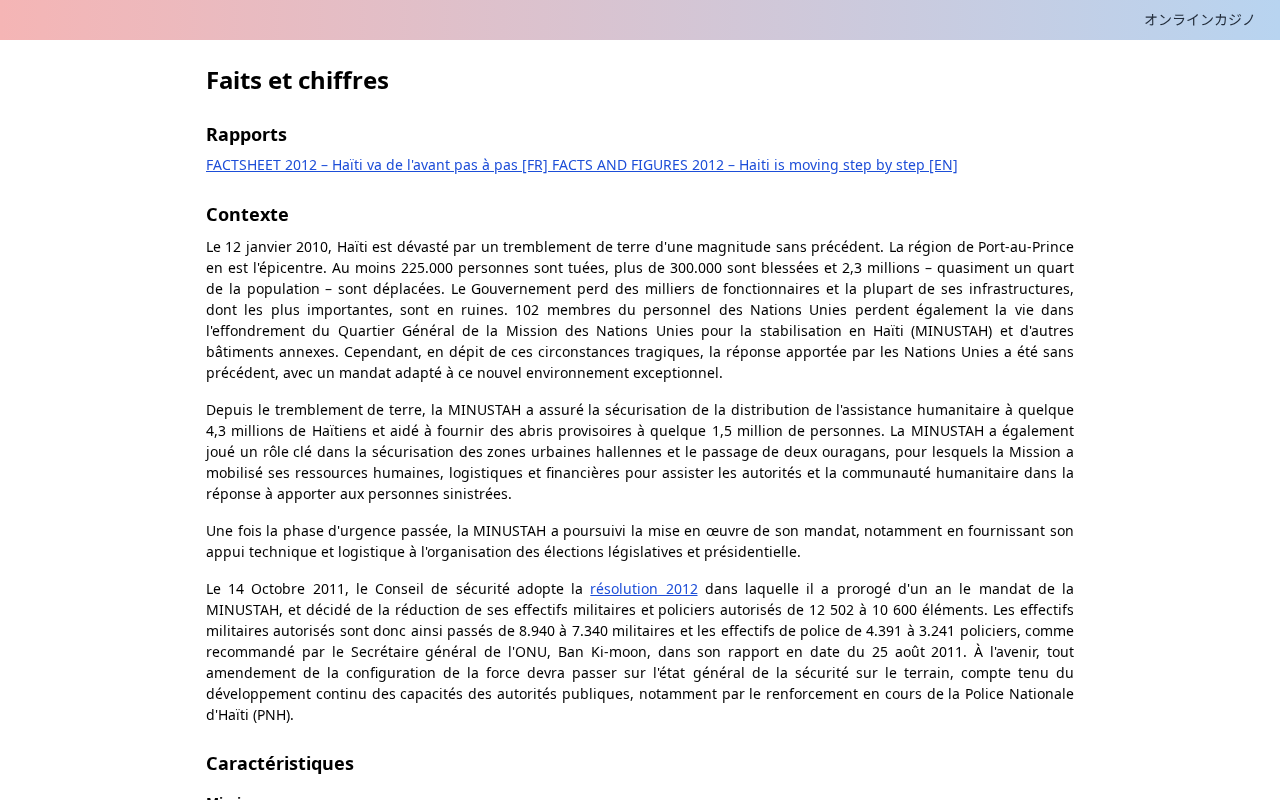 オンラインカジノ
Faits et chiffres
Rapports
FACTSHEET 2012 – Haïti va de l'avant pas à pas [FR] FACTS AND FIGURES 2012 – Haiti is moving step by step [EN]
Contexte
Le 12 janvier 2010, Haïti est dévasté par un tremblement de terre d'une magnitude sans précédent. La région de Port-au-Prince
en est l'épicentre. Au moins 225.000 personnes sont tuées, plus de 300.000 sont blessées et 2,3 millions – quasiment un quart
de la population – sont déplacées. Le Gouvernement perd des milliers de fonctionnaires et la plupart de ses infrastructures,
dont les plus importantes, sont en ruines. 102 membres du personnel des Nations Unies perdent également la vie dans
l'effondrement du Quartier Général de la Mission des Nations Unies pour la stabilisation en Haïti (MINUSTAH) et d'autres
bâtiments annexes. Cependant, en dépit de ces circonstances tragiques, la réponse apportée par les Nations Unies a été sans
précédent, avec un mandat adapté à ce nouvel environnement exceptionnel.
Depuis le tremblement de terre, la MINUSTAH a assuré la sécurisation de la distribution de l'assistance humanitaire à quelque
4,3 millions de Haïtiens et aidé à fournir des abris provisoires à quelque 1,5 million de personnes. La MINUSTAH a également
joué un rôle clé dans la sécurisation des zones urbaines hallennes et le passage de deux ouragans, pour lesquels la Mission a
mobilisé ses ressources humaines, logistiques et financières pour assister les autorités et la communauté humanitaire dans la
réponse à apporter aux personnes sinistrées.
Une fois la phase d'urgence passée, la MINUSTAH a poursuivi la mise en œuvre de son mandat, notamment en fournissant son
appui technique et logistique à l'organisation des élections législatives et présidentielle.
Le 14 Octobre 2011, le Conseil de sécurité adopte la résolution 2012 dans laquelle il a prorogé d'un an le mandat de la
MINUSTAH, et décidé de la réduction de ses effectifs militaires et policiers autorisés de 12 502 à 10 600 éléments. Les effectifs
militaires autorisés sont donc ainsi passés de 8.940 à 7.340 militaires et les effectifs de police de 4.391 à 3.241 policiers, comme
recommandé par le Secrétaire général de l'ONU, Ban Ki-moon, dans son rapport en date du 25 août 2011. À l'avenir, tout
amendement de la configuration de la force devra passer sur l'état général de la sécurité sur le terrain, compte tenu du
développement continu des capacités des autorités publiques, notamment par le renforcement en cours de la Police Nationale
d'Haïti (PNH).
Caractéristiques